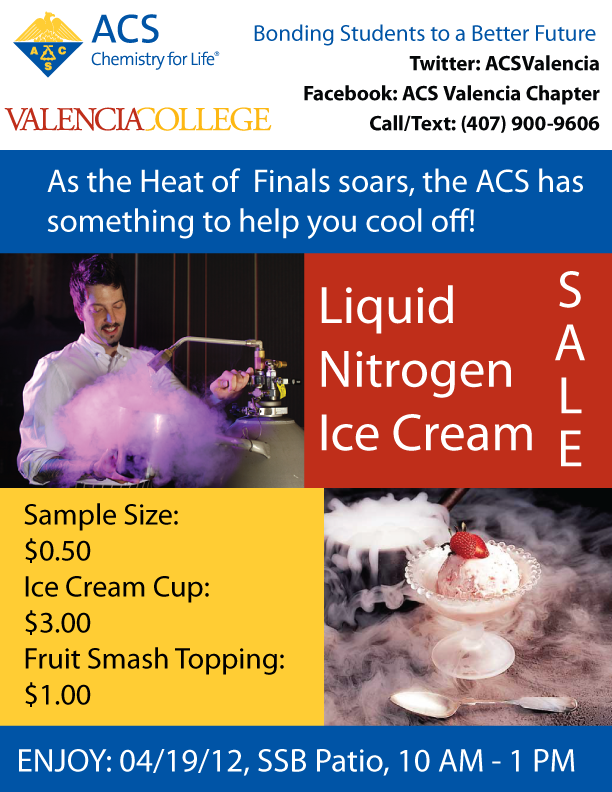 ACS
Chemistry for Life®
A C S
S
VALENCIACOLLEGE
Bonding Students to a Better Future
Twitter: ACSValencia
Facebook: ACS Valencia Chapter
Call/Text: (407) 900-9606
As the Heat of  Finals soars, the ACS has
something to help you cool off!
Liquid
Nitrogen
Ice Cream
S
A
L
E
Sample Size:
$0.50
Ice Cream Cup:
$3.00
Fruit Smash Topping:
$1.00
ENJOY: 04/19/12, SSB Patio, 10 AM - 1 PM